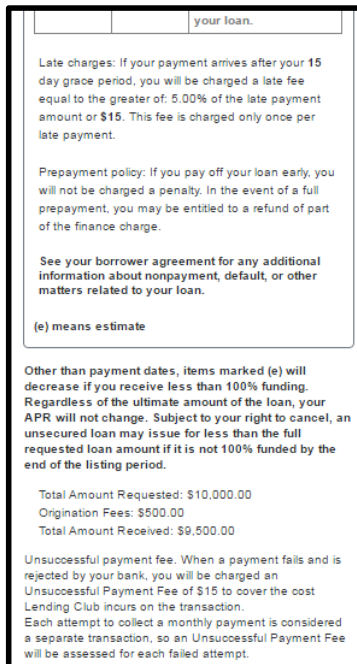 your loan.
Late charges: If your payment arrives after your 15
day grace period, you will be charged a late fee
equal to the greater of: 5.00% of the late payment
amount or $15. This fee is charged only once per
late payment.
Prepayment policy: If you pay off your loan early, you
will not be charged a penalty. In the event of a full
prepayment, you may be entitled to a refund of part
of the finance charge.
See your borrower agreement for any additional
information about nonpayment, default, or other
matters related to your loan.
(e) means estimate
Other than payment dates, items marked (e) will
decrease if you receive less than 100% funding.
Regardless of the ultimate amount of the loan, your
APR will not change. Subject to your right to cancel, an
unsecured loan may issue for less than the full
requested loan amount if it is not 100% funded by the
end of the listing period.
Total Amount Requested: $10,000.00
Origination Fees: $500.00
Total Amount Received: $9,500.00
Unsuccessful payment fee. When a payment fails and is
rejected by your bank, you will be charged an
Unsuccessful Payment Fee of $15 to cover the cost
Lending Club incurs on the transaction.
Each attempt to collect a monthly payment is considered
a separate transaction, so an Unsuccessful Payment Fee
will be assessed for each failed attempt.